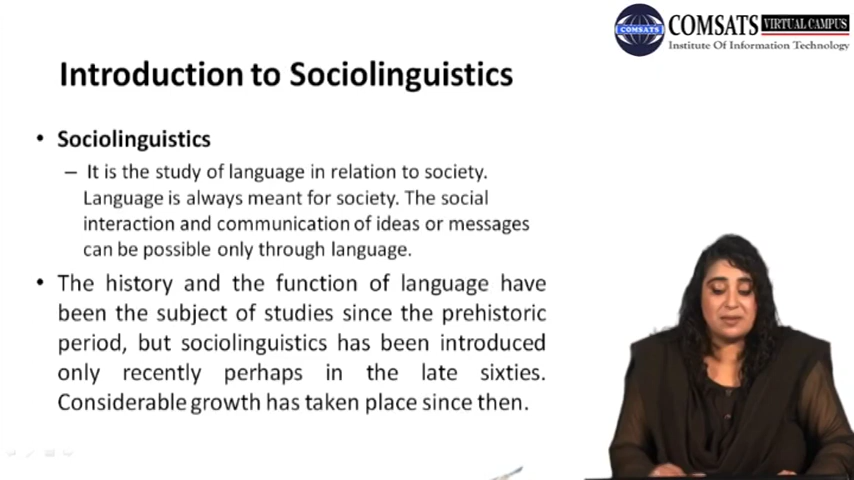 COMSATS
COMSATS VIRTUAL CAMPUS
Institute Of Information Technology
Introduction to Sociolinguistics
• Sociolinguistics
– It is the study of language in relation to society.
Language is always meant for society. The social
interaction and communication of ideas or messages
can be possible only through language.
• The history and the function of language have
been the subject of studies since the prehistoric
period, but sociolinguistics has been introduced
only recently perhaps in the late sixties.
Considerable growth has taken place since then.